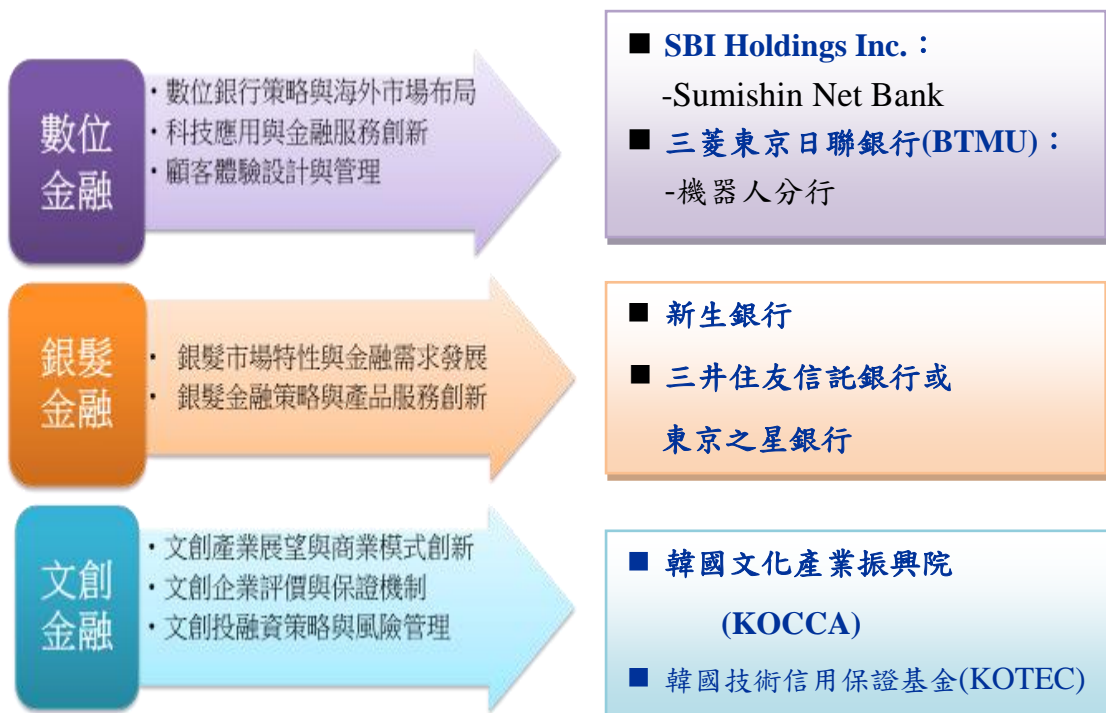 數位
金融
・數位銀行策略與海外市場布局
・科技應用與金融服務創新
・顧客體驗設計與管理
■ SBI Holdings Inc.：
-Sumishin Net Bank
■ 三菱東京日聯銀行(BTMU)：
-機器人分行
銀髮
金融
・ 銀髮市場特性與金融需求發展
・ 銀髮金融策略與產品服務創新
■ 新生銀行
■ 三井住友信託銀行或
東京之星銀行
文創
金融
・文創產業展望與商業模式創新
・文創企業評價與保證機制
・文創投融資策略與風險管理
■ 韓國文化產業振興院
(KOCCA)
■ 韓國技術信用保證基金(KOTEC)